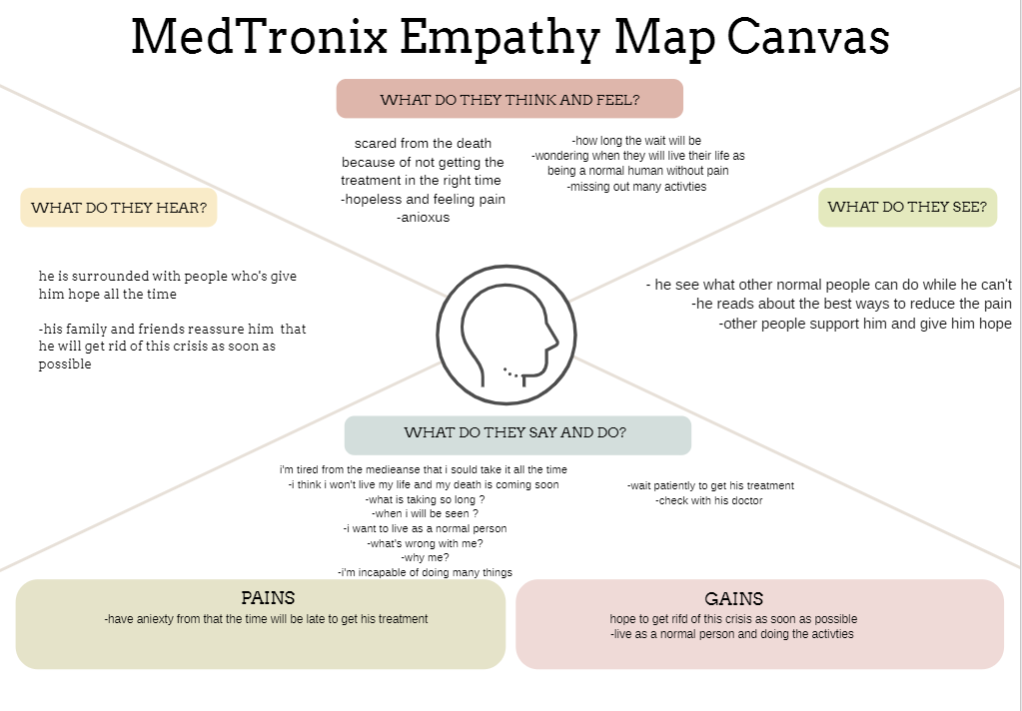 MedTronix Empathy Map Canvas
WHAT DO THEY THINK AND FEEL?
scared from the death
because of not getting the
treatment in the right time
-hopeless and feeling pain
-anioxus
-how long the wait will be
-wondering when they will live their life as
being a normal human without pain
-missing out many activties
WHAT DO THEY HEAR?
he is surrounded with people who's give
him hope all the time
-his family and friends reassure him that
he will get rid of this crisis as soon as
possible
WHAT DO THEY SEE?
- he see what other normal people can do while he can't
-he reads about the best ways to reduce the pain
-other people support him and give him hope
WHAT DO THEY SAY AND DO?
i'm tired from the medieanse that i sould take it all the time
-i think i won't live my life and my death is coming soon
-what is taking so long ?
-when i will be seen ?
-i want to live as a normal person
-what's wrong with me?
-why me?
-i'm incapable of doing many things
-wait patiently to get his treatment
-check with his doctor
PAINS
-have aniexty from that the time will be late to get his treatment
GAINS
hope to get rifd of this crisis as soon as possible
-live as a normal person and doing the activties